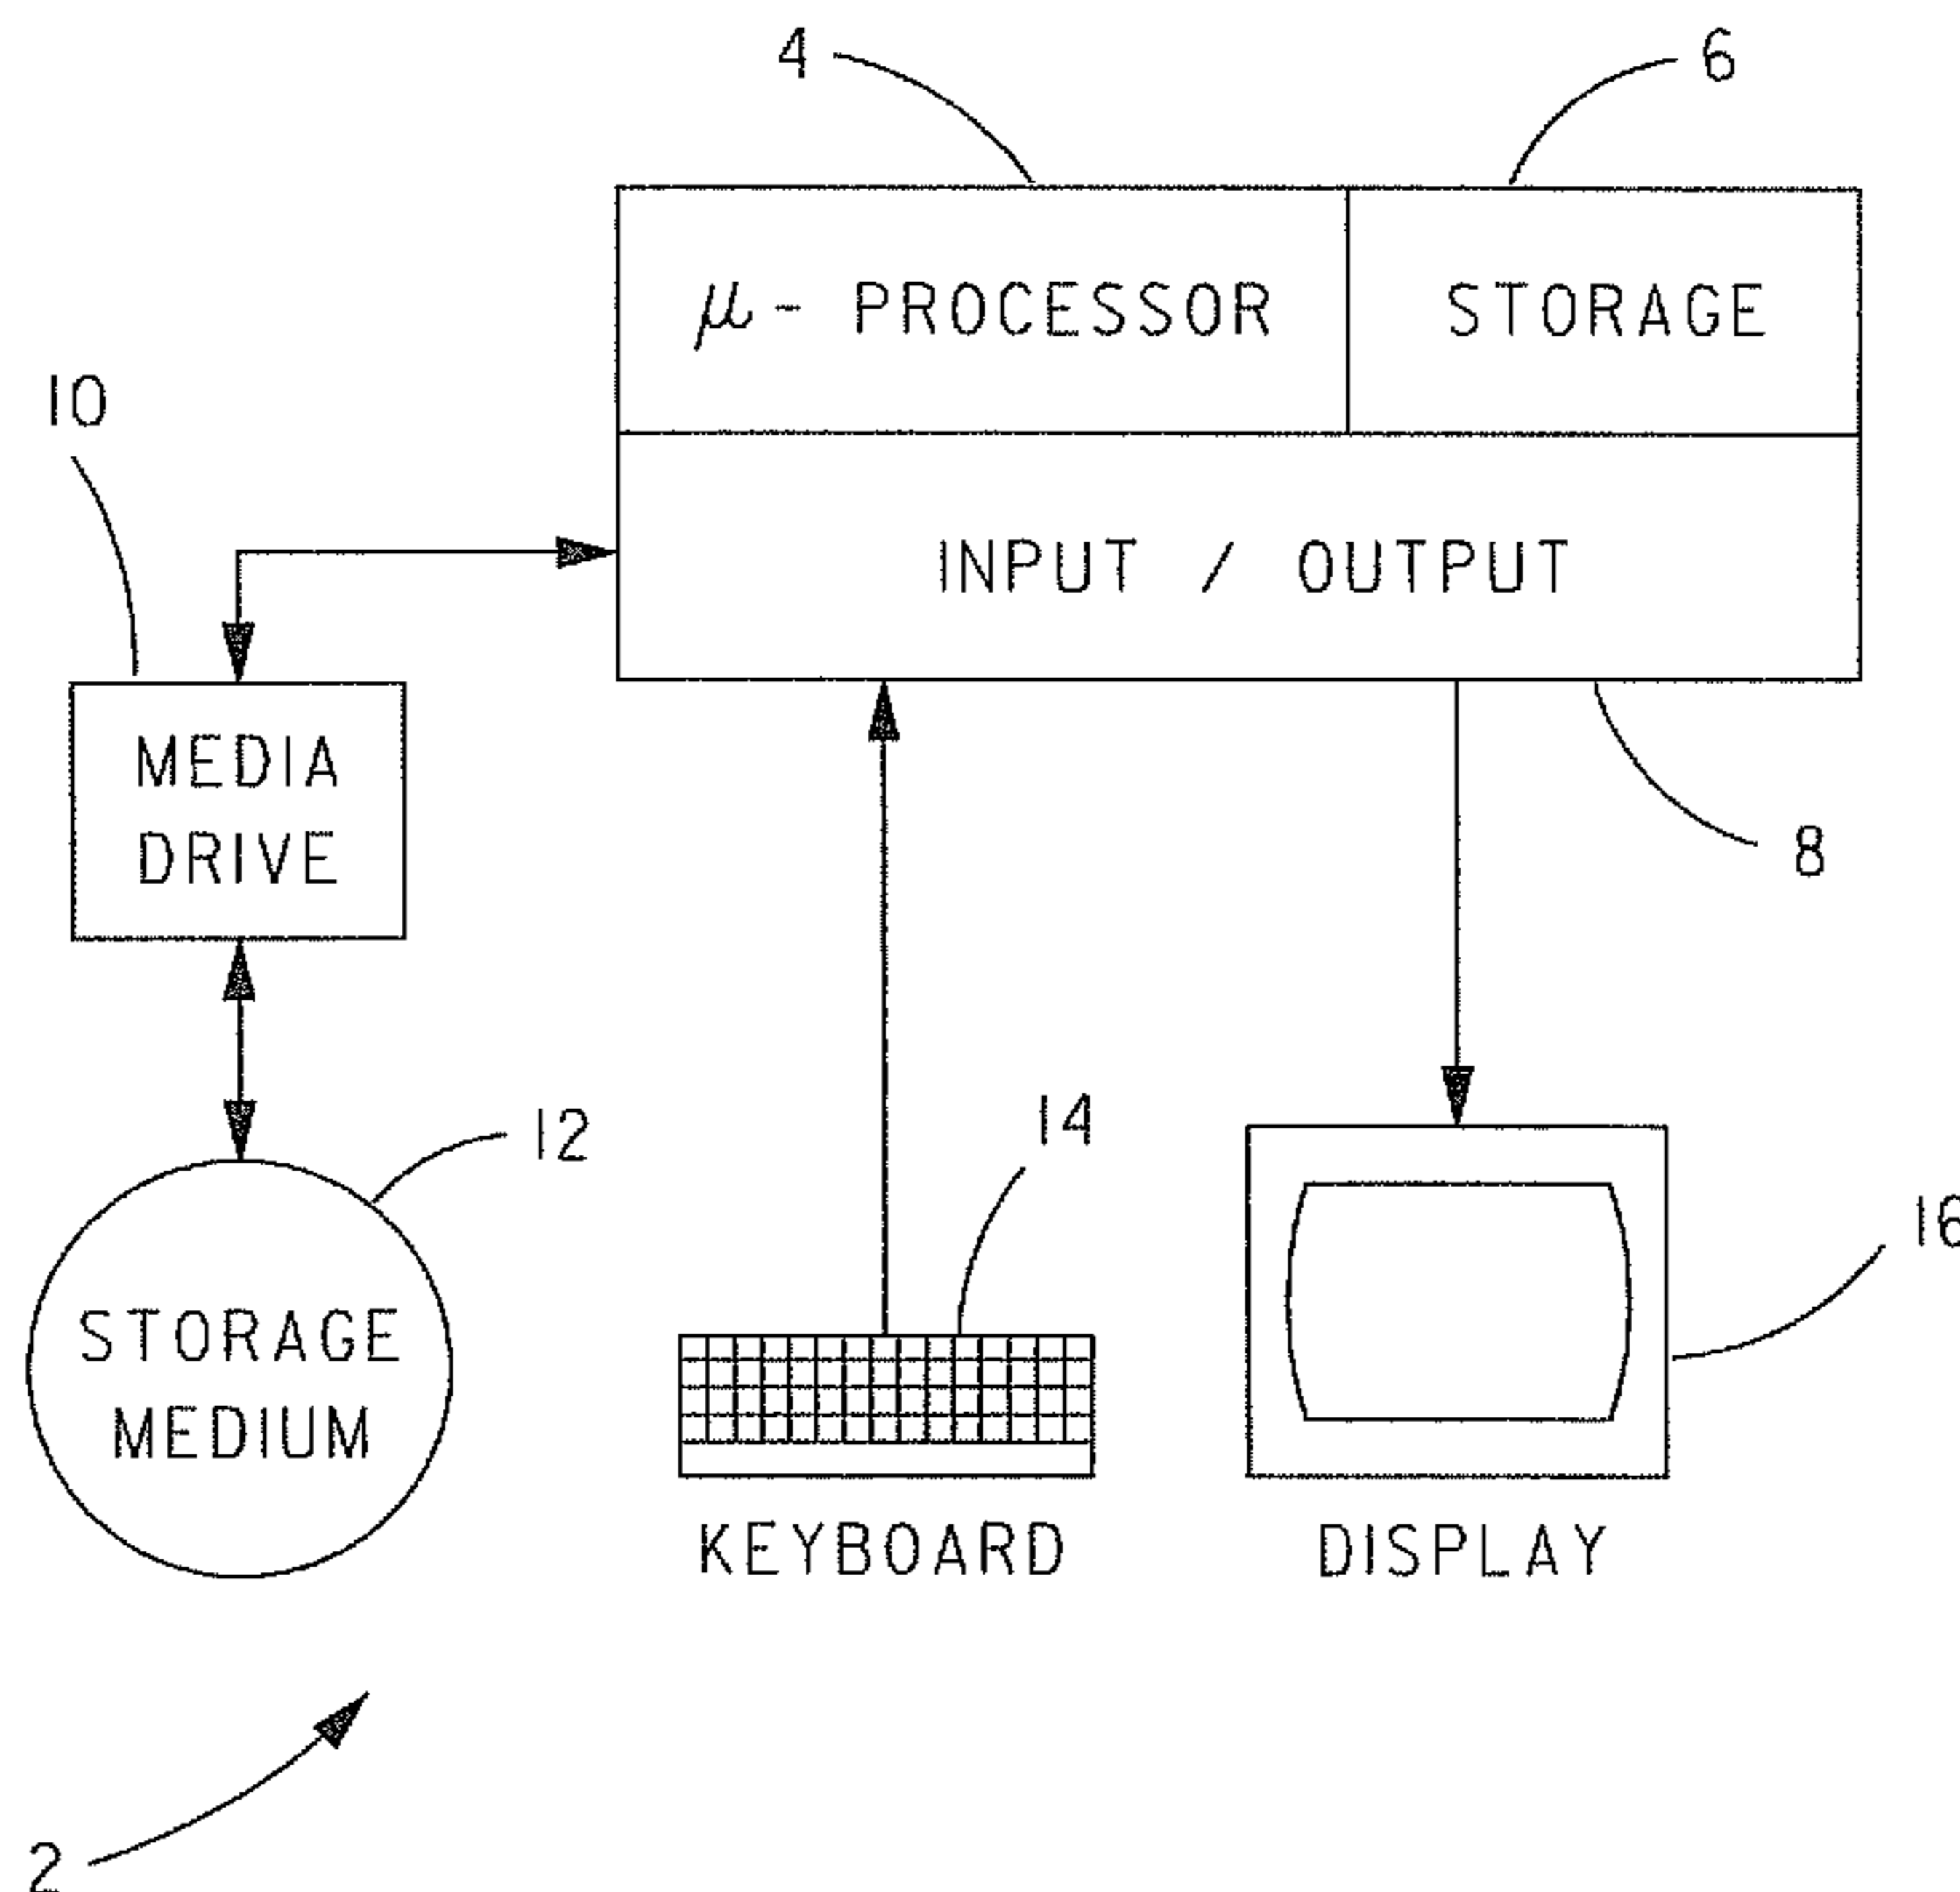 4
6
μ- PROCESSOR
STORAGE
10
INPUT / OUTPUT
MEDIA
DRIVE
8
14
12
16
STORAGE
MEDIUM
KEYBOARD
DISPLAY
2